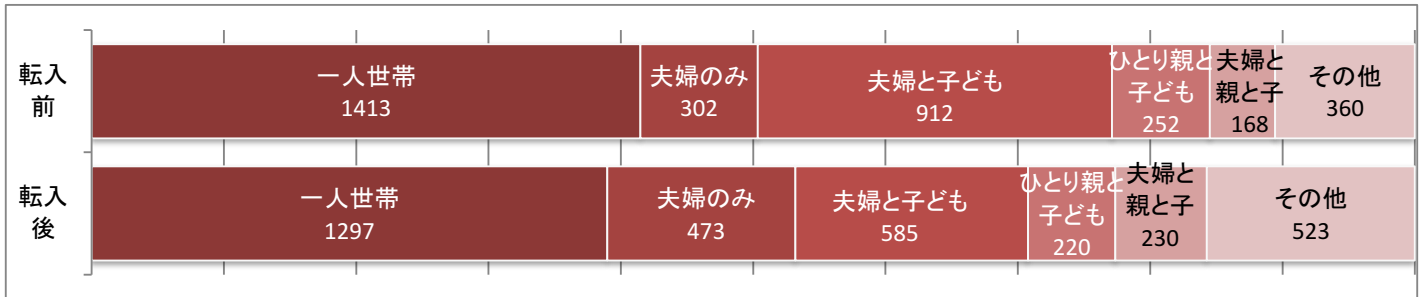 転入
前
一人世帯
1413
夫婦のみ
302
夫婦と子ども
912
ひとり親と
子ども
252
夫婦と
親と子
168
その他
360
転入
後
一人世帯
1297
夫婦のみ
473
夫婦と子ども
585
ひとり親と
子ども
220
夫婦と
親と子
230
その他
523